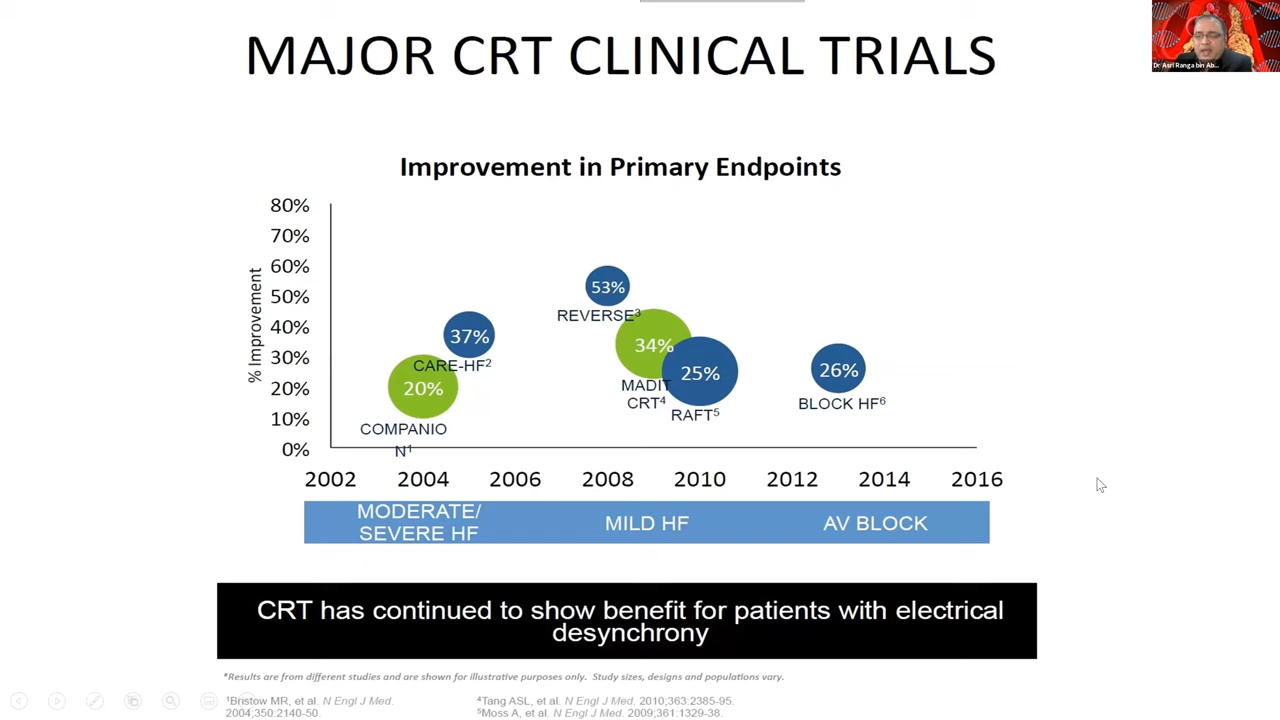 MAJOR CRT CLINICAL TRIALS
Dr Asri Ranga bin Ab...
Improvement in Primary Endpoints
% Improvement
80%
70%
60%
50%
40%
30%
20%
10%
0%
53%
REVERSE³
37%
CARE-HF²
34%
MADIT
CRT⁴
25%
RAFT⁵
20%
COMPANIO
N¹
26%
BLOCK HF⁶
2002 2004 2006 2008 2010 2012 2014 2016
MODERATE/
SEVERE HF
MILD HF
AV BLOCK
CRT has continued to show benefit for patients with electrical
desynchrony
*Results are from different studies and are shown for illustrative purposes only. Study sizes, designs and populations vary.
¹Bristow MR, et al. N Engl J Med.
2004;350:2140-50.
⁴Tang ASL, et al. N Engl J Med. 2010;363:2385-95.
⁵Moss A, et al. N Engl J Med. 2009;361:1329-38.